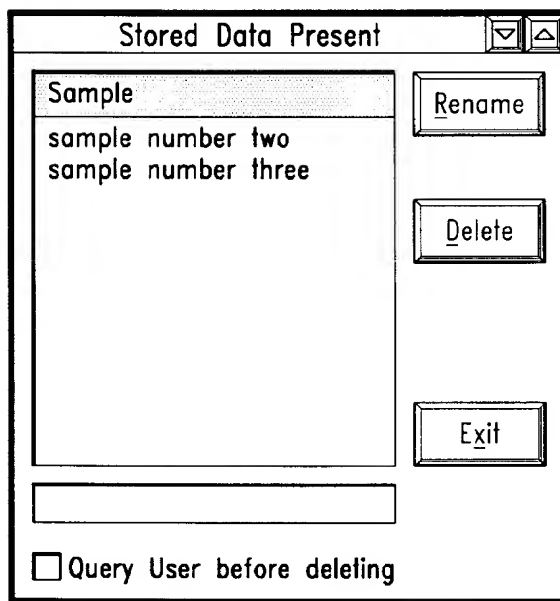 Stored Data Present
Sample
sample number two
sample number three
Rename
Delete
Exit
Query User before deleting